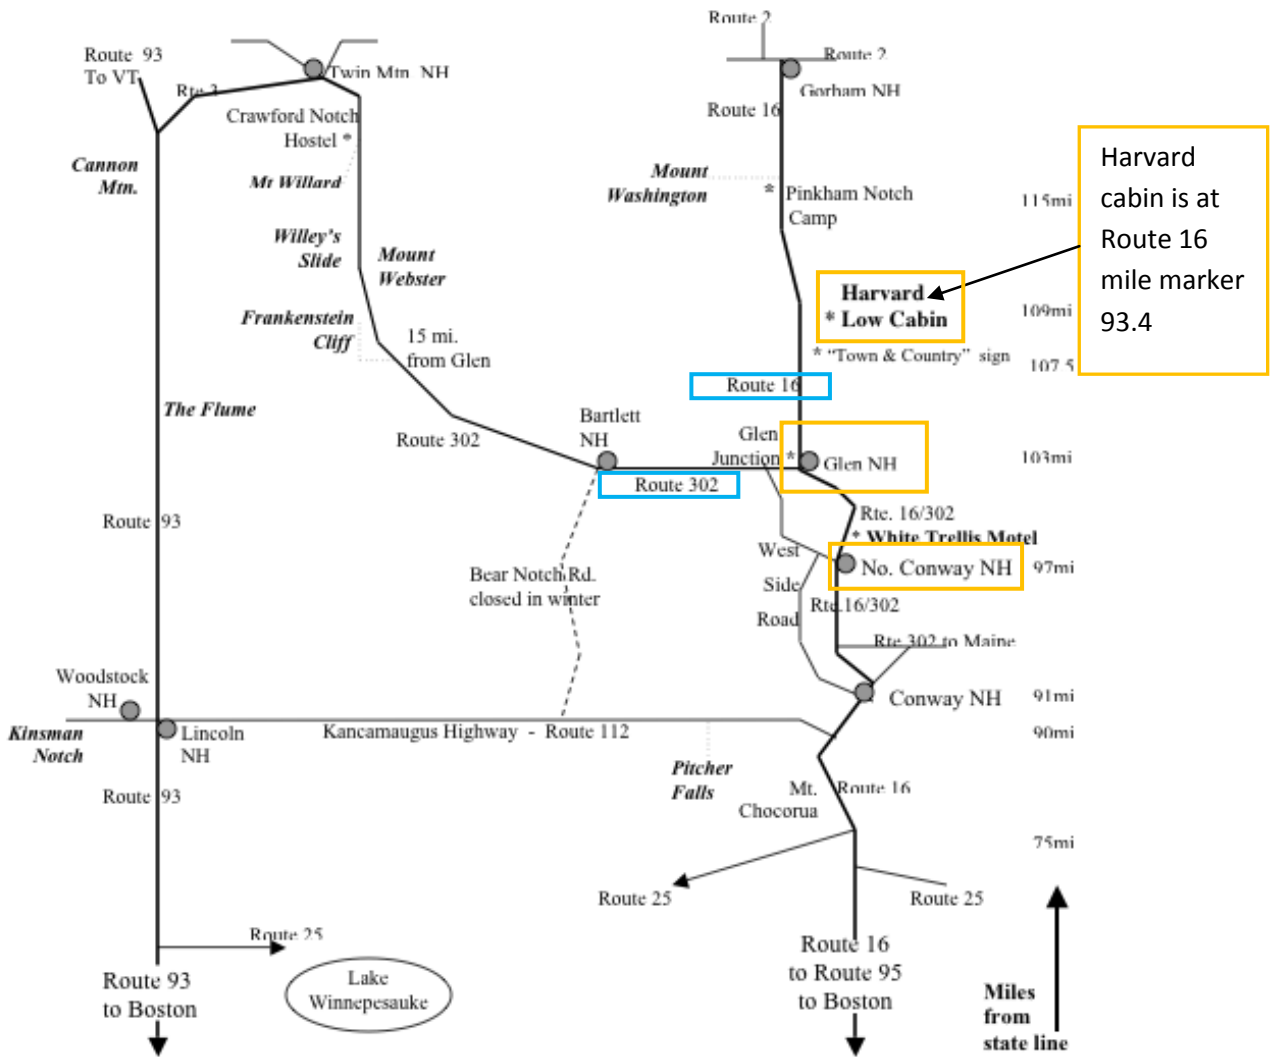 Route 2
Route 93
To VT
Rte 3
Twin Mtn. NH
Route 2
Gorham NH
Route 16
Crawford Notch
Hostel *
Cannon
Mtn.
Mt Willard
Mount
Washington
* Pinkham Notch
Camp
115mi
Harvard
cabin is at
Route 16
mile marker
93.4
Willey's
Slide
Mount
Webster
Harvard
* Low Cabin
109mi
Frankenstein
Cliff
15 mi.
from Glen
* "Town & Country" sign
107.5
Route 16
The Flume
Route 302
Bartlett
NH
Glen
Junction *
Glen NH
103mi
Route 302
Route 93
Rte. 16/302
* White Trellis Motel
West
Side
Road
No. Conway NH
97mi
Bear Notch Rd.
closed in winter
Rte.16/302
Rte 302 to Maine
Woodstock
NH
Conway NH
91mi
Kinsman
Notch
Lincoln
NH
Kancamaugus Highway - Route 112
90mi
Pitcher
Falls
Route 93
Mt.
Chocorua
Route 16
75mi
Route 25
Route 25
Route 25
Route 93
to Boston
Lake
Winnepesauke
Route 16
to Route 95
to Boston
Miles
from
state line